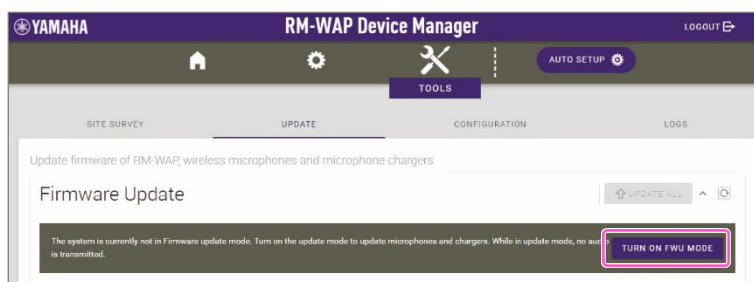 YAMAHA RM-WAP Device Manager LOGOUT
TOOLS AUTO SETUP
SITE SURVEY UPDATE CONFIGURATION LOGS
Update firmware of RM-WAP, wireless microphones and microphone chargers
Firmware Update UPDATE ALL
The system is currently not in Firmware update mode. Turn on the update mode to update microphones and chargers. While in update mode, no audio
is transmitted.
TURN ON FWU MODE